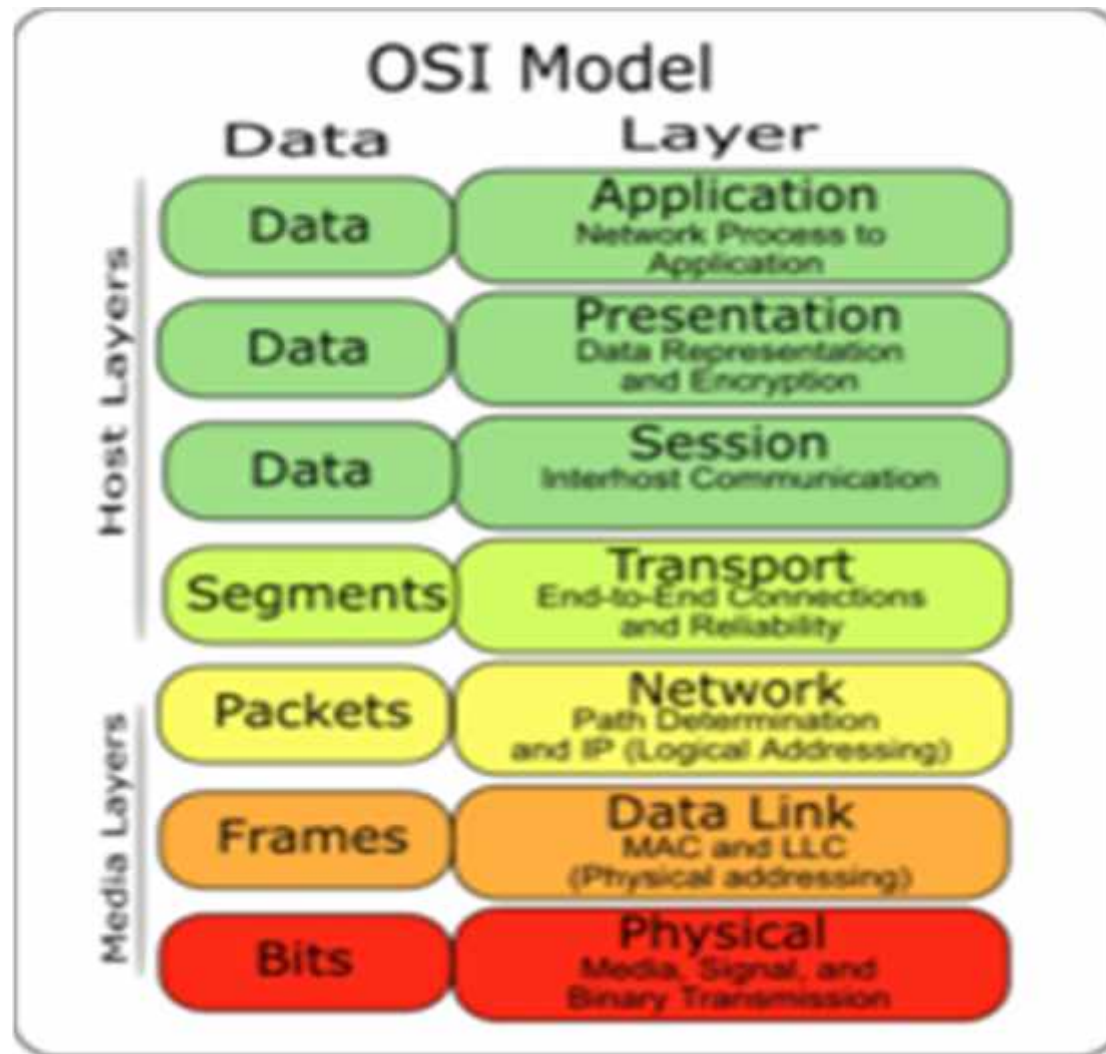 OSI Model
Data Layer
Host Layers
Data
Application
Network Process to
Application
Data
Presentation
Data Representation
and Encryption
Data
Session
Interhost Communication
Segments
Transport
End-to-End Connections
and Reliability
Media Layers
Packets
Network
Path Determination
and IP (Logical Addressing)
Frames
Data Link
MAC and LLC
(Physical addressing)
Bits
Physical
Media, Signal, and
Binary Transmission